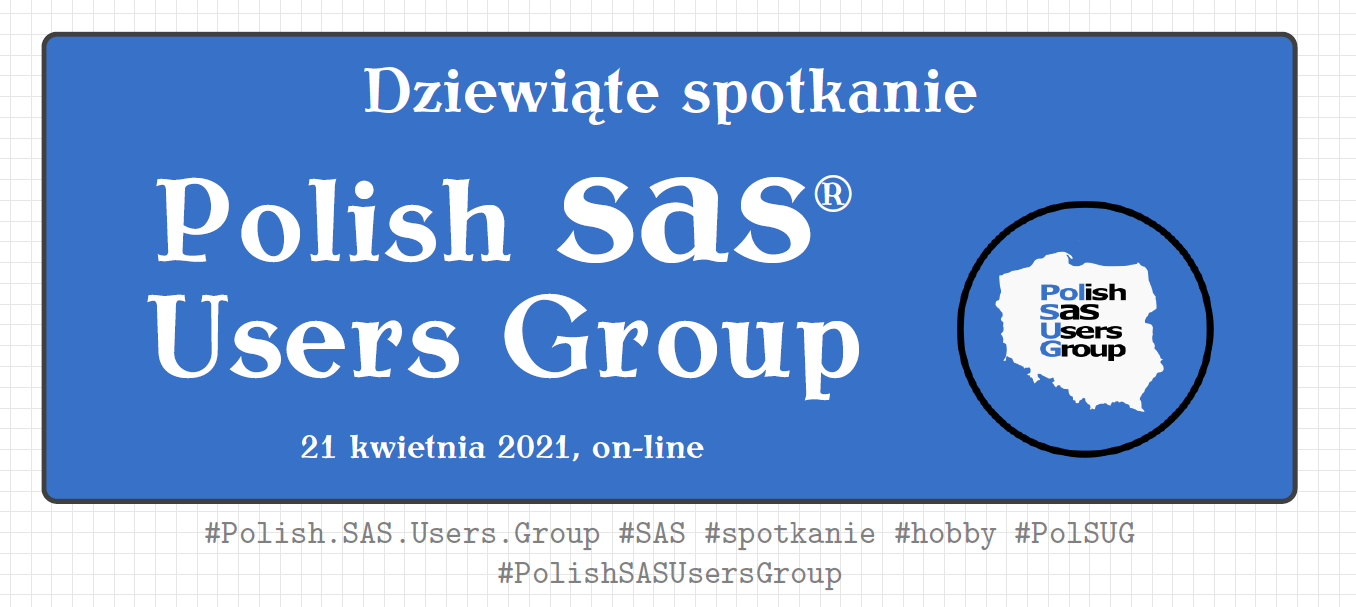 Dziewiąte spotkanie
Polish sas®
Users Group
Polish
sas
users
Group
21 kwietnia 2021, on-line
#Polish.SAS.Users.Group #SAS #spotkanie #hobby #PolSUG
#PolishSASUsersGroup